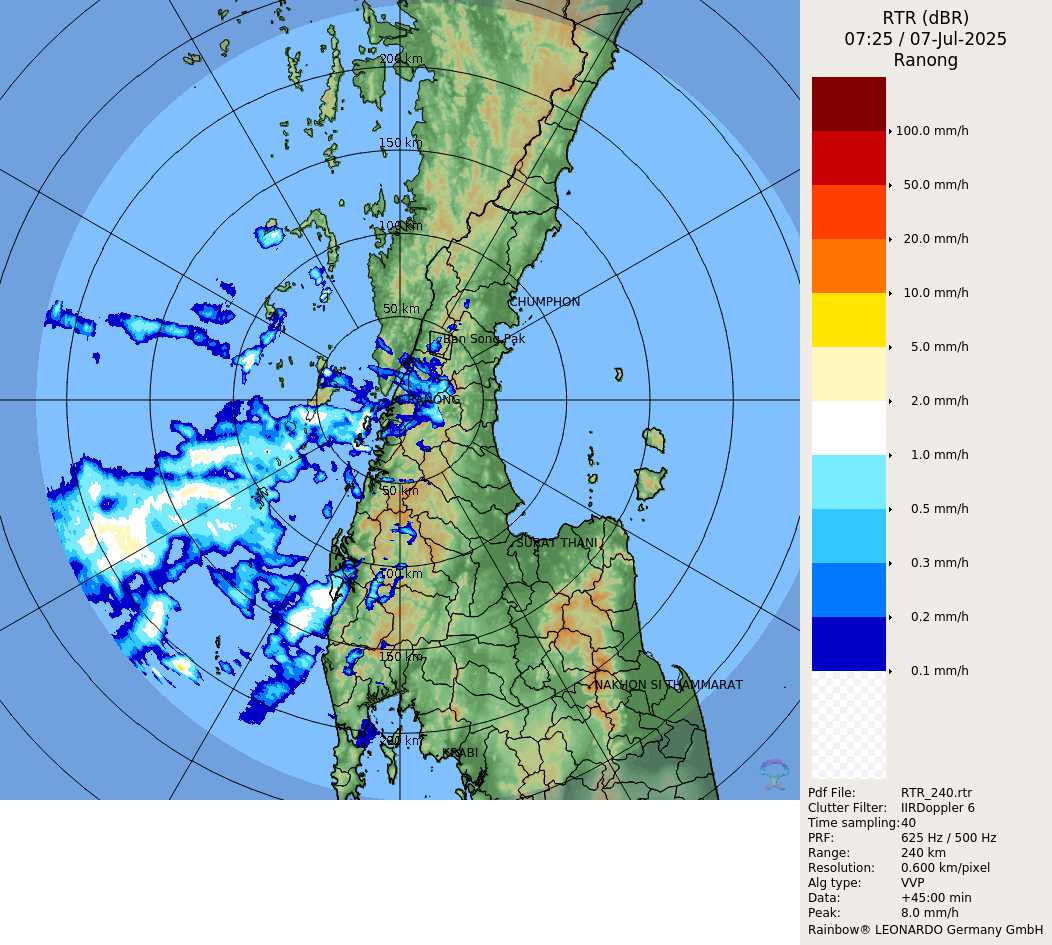 RTR (dBR)
07:25 / 07-Jul-2025
Ranong
100.0 mm/h
50.0 mm/h
20.0 mm/h
10.0 mm/h
5.0 mm/h
2.0 mm/h
1.0 mm/h
0.5 mm/h
0.3 mm/h
0.2 mm/h
0.1 mm/h
Pdf File: RTR_240.rtr
Clutter Filter: IIRDoppler 6
Time sampling: 40
PRF: 625 Hz / 500 Hz
Range: 240 km
Resolution: 0.600 km/pixel
Alg type: VVP
Data: +45:00 min
Peak: 8.0 mm/h
Rainbow® LEONARDO Germany GmbH
200 km
150 km
100 km
50 km
CHUMPHON
Ban Song Pak
RANONG
50 km
SURAT THANI
100 km
150 km
NAKHON SI THAMMARAT
200 km
KRABI